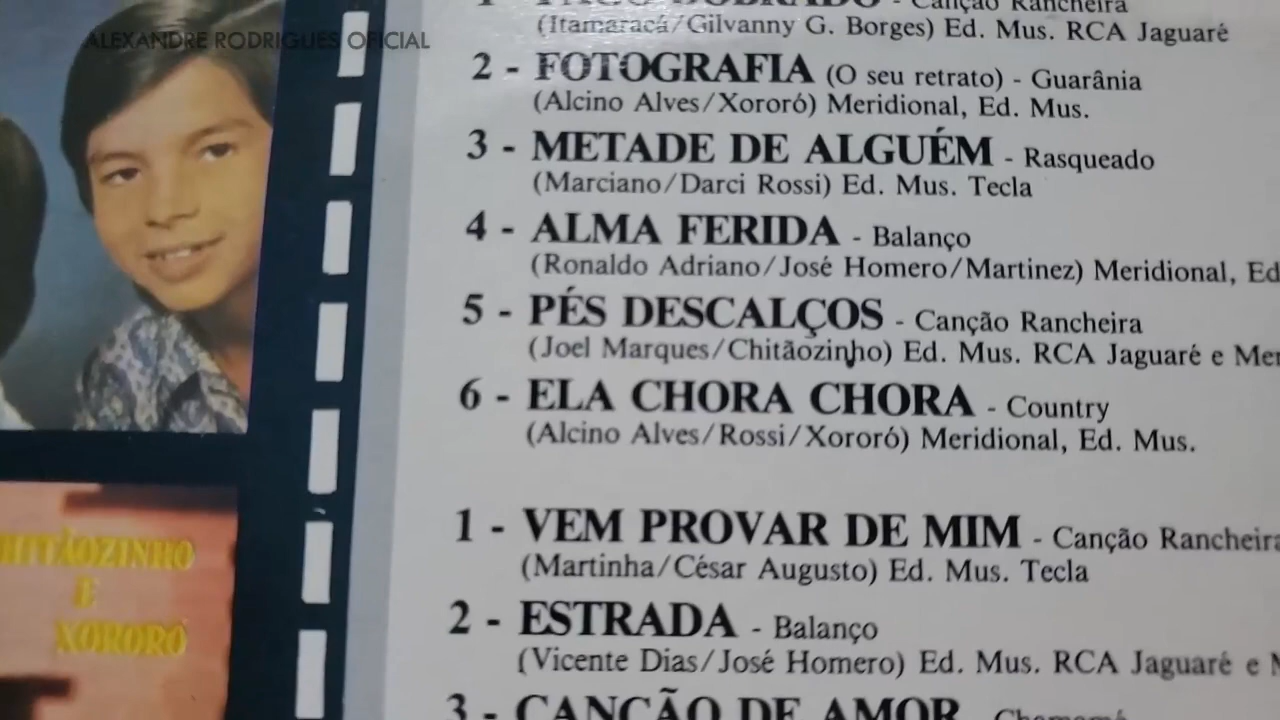 ALEXANDRE RODRIGUES OFICIAL
1 - PAGO DOBRADO - Canção Rancheira
(Itamaracá/Gilvanny G. Borges) Ed. Mus. RCA Jaguaré
2 - FOTOGRAFIA (O seu retrato) - Guarânia
(Alcino Alves/Xororó) Meridional, Ed. Mus.
3 - METADE DE ALGUÉM - Rasqueado
(Marciano/Darci Rossi) Ed. Mus. Tecla
4 - ALMA FERIDA - Balanço
(Ronaldo Adriano/José Homero/Martinez) Meridional, Ed
5 - PÉS DESCALÇOS - Canção Rancheira
(Joel Marques/Chitãozinho) Ed. Mus. RCA Jaguaré e Mer
6 - ELA CHORA CHORA - Country
(Alcino Alves/Rossi/Xororó) Meridional, Ed. Mus.
1 - VEM PROVAR DE MIM - Canção Rancheira
(Martinha/César Augusto) Ed. Mus. Tecla
2 - ESTRADA - Balanço
(Vicente Dias/José Homero) Ed. Mus. RCA Jaguaré e
3 - CANÇÃO DE AMOR -
HITÃOZINHO
E
XORORÓ